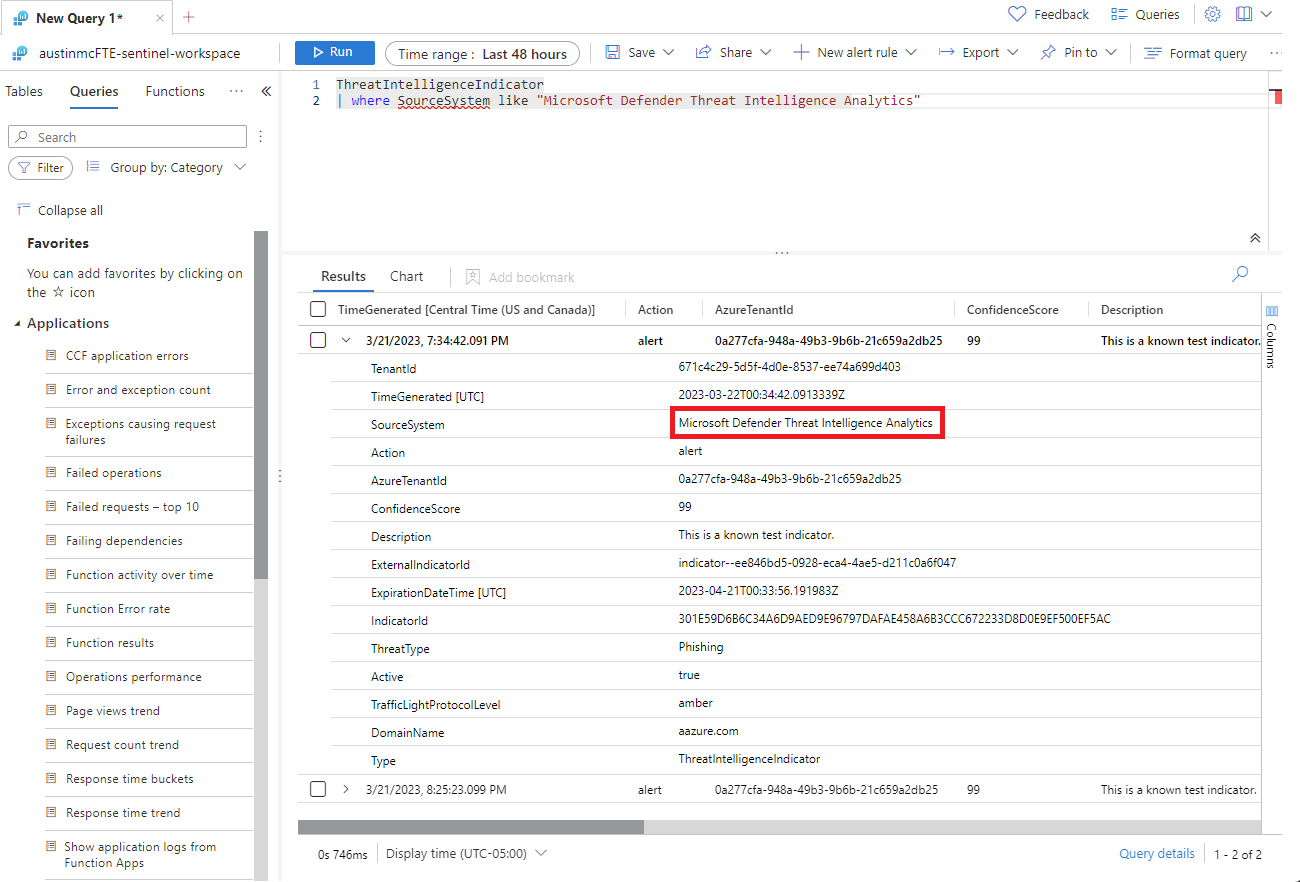 New Query 1*
Feedback
Queries
austinmcFTE-sentinel-workspace
Run
Time range : Last 48 hours
Save
Share
New alert rule
Export
Pin to
Format query
Tables
Queries
Functions
1 ThreatIntelligenceIndicator
2 | where SourceSystem like "Microsoft Defender Threat Intelligence Analytics"
Search
Filter
Group by: Category
Collapse all
Favorites
You can add favorites by clicking on
the ☆ icon
Applications
CCF application errors
Error and exception count
Exceptions causing request
failures
Failed operations
Failed requests – top 10
Failing dependencies
Function activity over time
Function Error rate
Function results
Operations performance
Page views trend
Request count trend
Response time buckets
Response time trend
Show application logs from
Function Apps
Results
Chart
Add bookmark
TimeGenerated [Central Time (US and Canada)] Action AzureTenantId ConfidenceScore Description
3/21/2023, 7:34:42.091 PM alert 0a277cfa-948a-49b3-9b6b-21c659a2db25 99 This is a known test indicator.
TenantId 671c4c29-5d5f-4d0e-8537-ee74a699d403
TimeGenerated [UTC] 2023-03-22T00:34:42.0913339Z
SourceSystem Microsoft Defender Threat Intelligence Analytics
Action alert
AzureTenantId 0a277cfa-948a-49b3-9b6b-21c659a2db25
ConfidenceScore 99
Description This is a known test indicator.
ExternalIndicatorId indicator--ee846bd5-0928-eca4-4ae5-d211c0a6f047
ExpirationDateTime [UTC] 2023-04-21T00:33:56.191983Z
IndicatorId 301E59D6B6C34A6D9AED9E96797DAFAE458A6B3CCC672233D8D0E9EF500EF5AC
ThreatType Phishing
Active true
TrafficLightProtocolLevel amber
DomainName aazure.com
Type ThreatIntelligenceIndicator
3/21/2023, 8:25:23.099 PM alert 0a277cfa-948a-49b3-9b6b-21c659a2db25 99 This is a known test indicator.
Columns
0s 746ms
Display time (UTC-05:00)
Query details
1 - 2 of 2